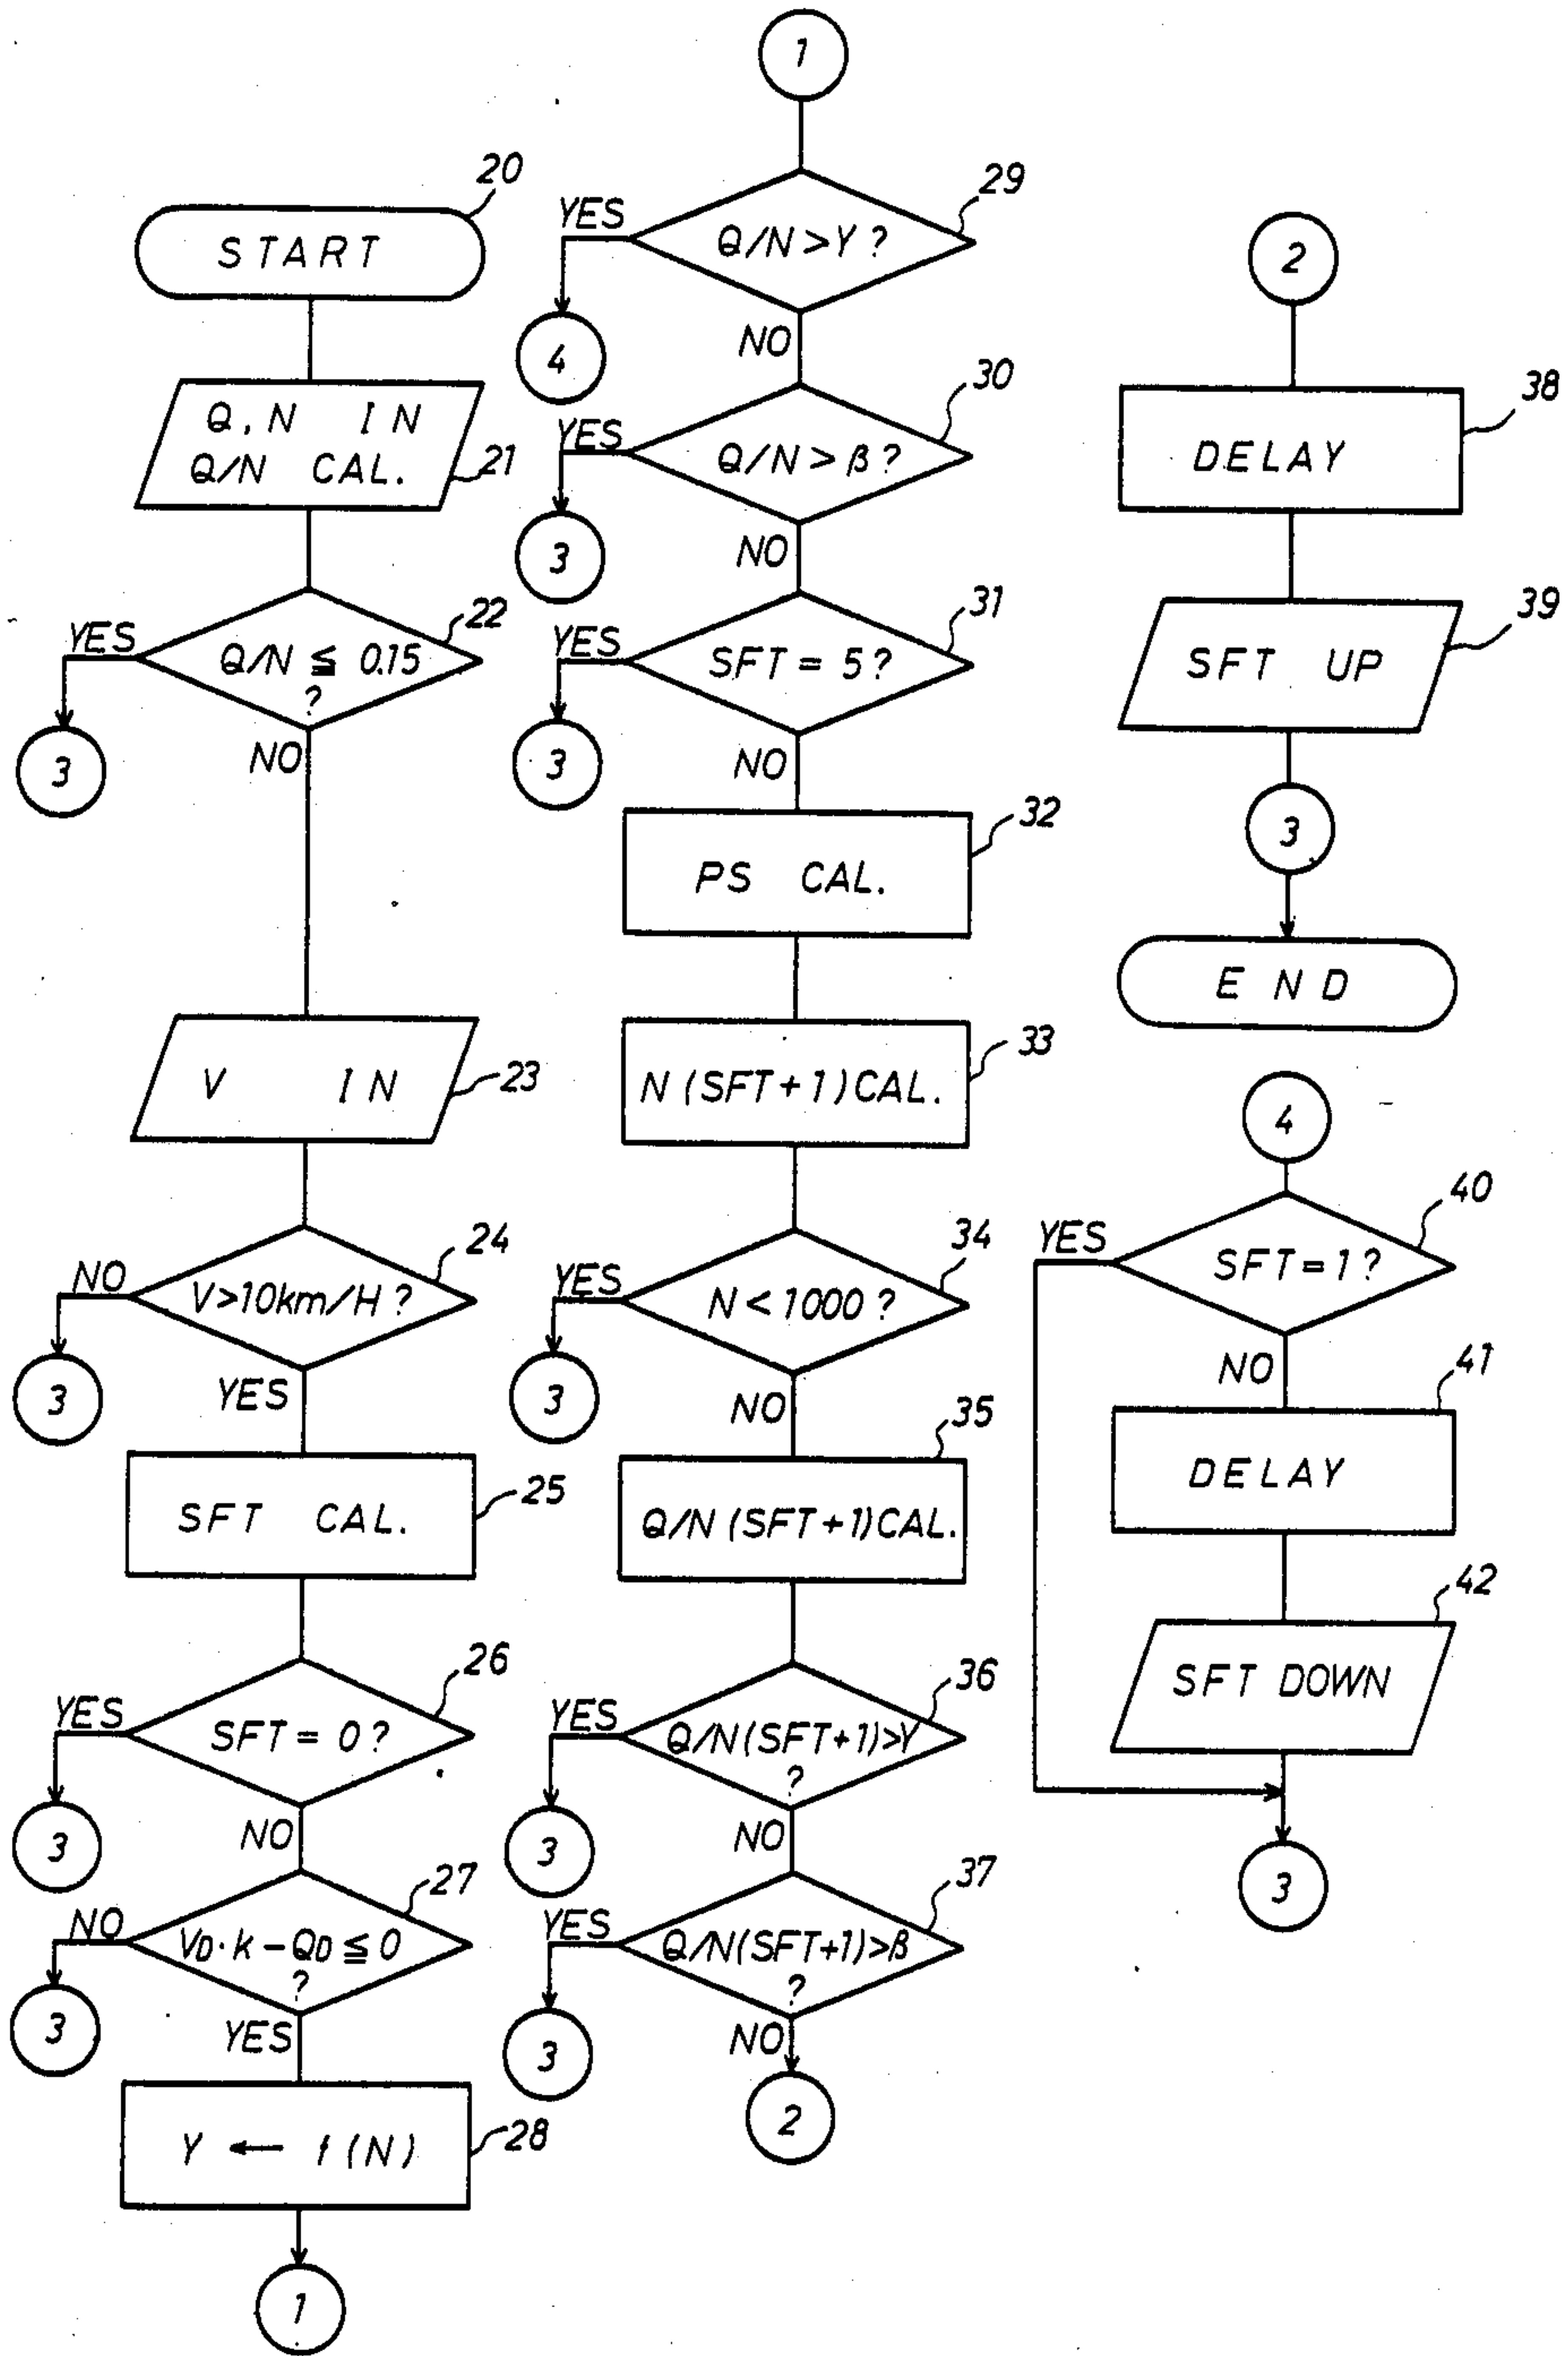 20
START
Q, N IN
Q/N CAL.
21
22
Q/N ≦ 0.15
?
YES
3
NO
V IN
23
24
V>10km/H ?
NO
3
YES
SFT CAL.
25
26
SFT = 0 ?
YES
3
NO
27
VD·k-QD ≦ 0
?
NO
3
YES
Y ← f(N)
28
1
1
29
Q/N > Y ?
YES
4
NO
30
Q/N > β ?
YES
3
NO
31
SFT = 5 ?
YES
3
NO
32
PS CAL.
33
N (SFT+1) CAL.
34
N < 1000 ?
YES
3
NO
35
Q/N (SFT+1) CAL.
36
Q/N(SFT+1)>Y
?
YES
3
NO
37
Q/N(SFT+1)>β
?
YES
3
NO
2
2
38
DELAY
39
SFT UP
3
END
4
40
SFT=1 ?
YES
NO
41
DELAY
42
SFT DOWN
3